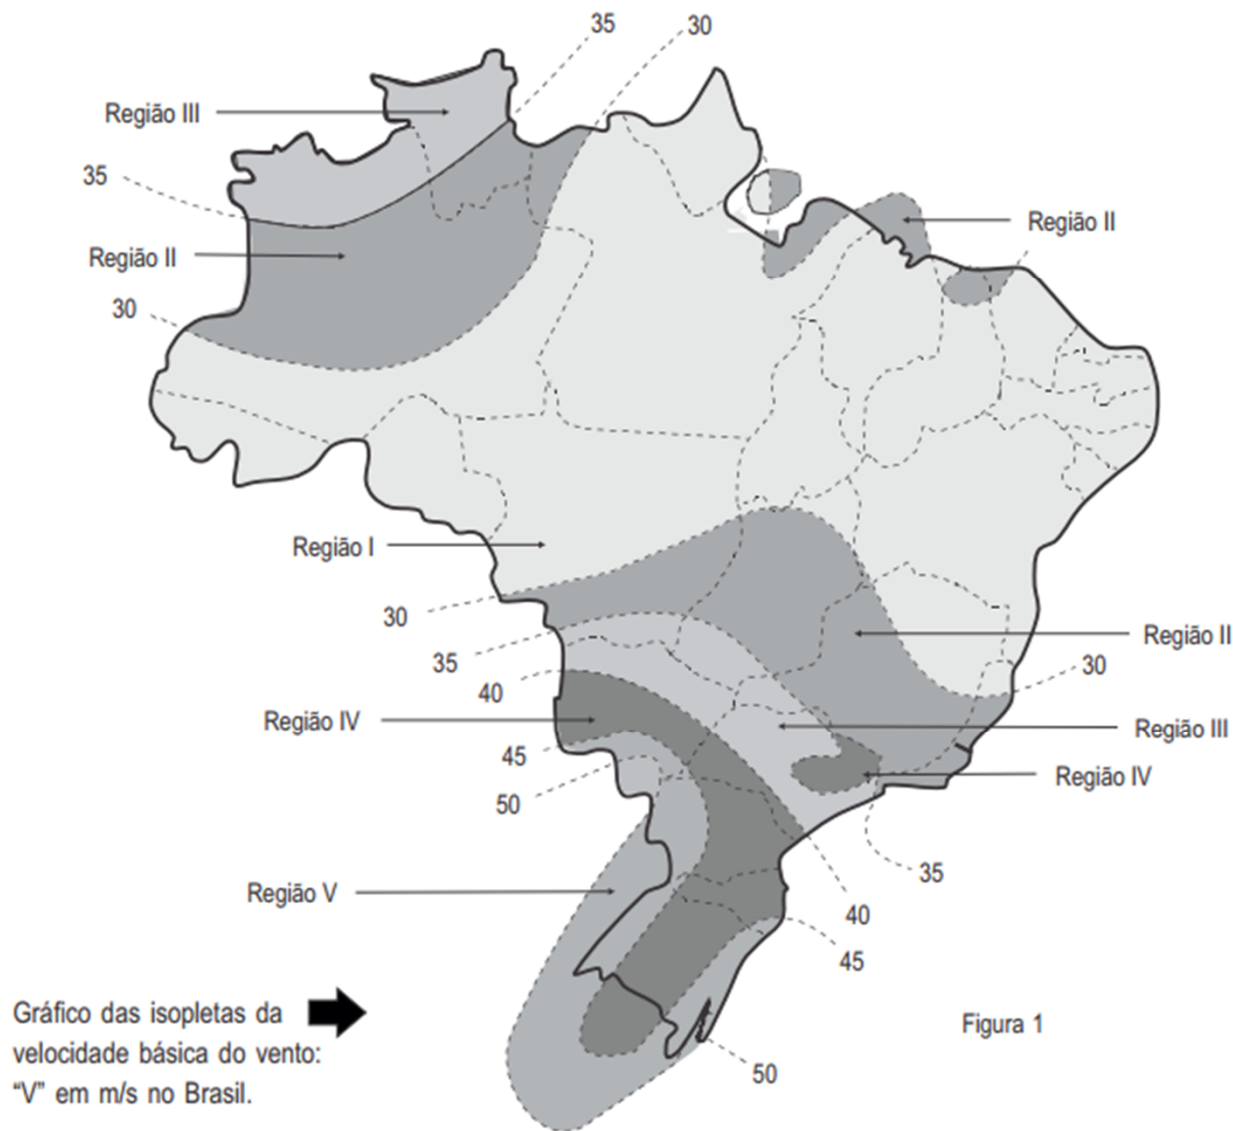 35
30
Região III
35
Região II
Região II
30
Região I
30
Região II
35
30
40
Região IV
Região III
45
Região IV
50
35
Região V
40
45
Gráfico das isopletas da
velocidade básica do vento:
"V" em m/s no Brasil.
Figura 1
50